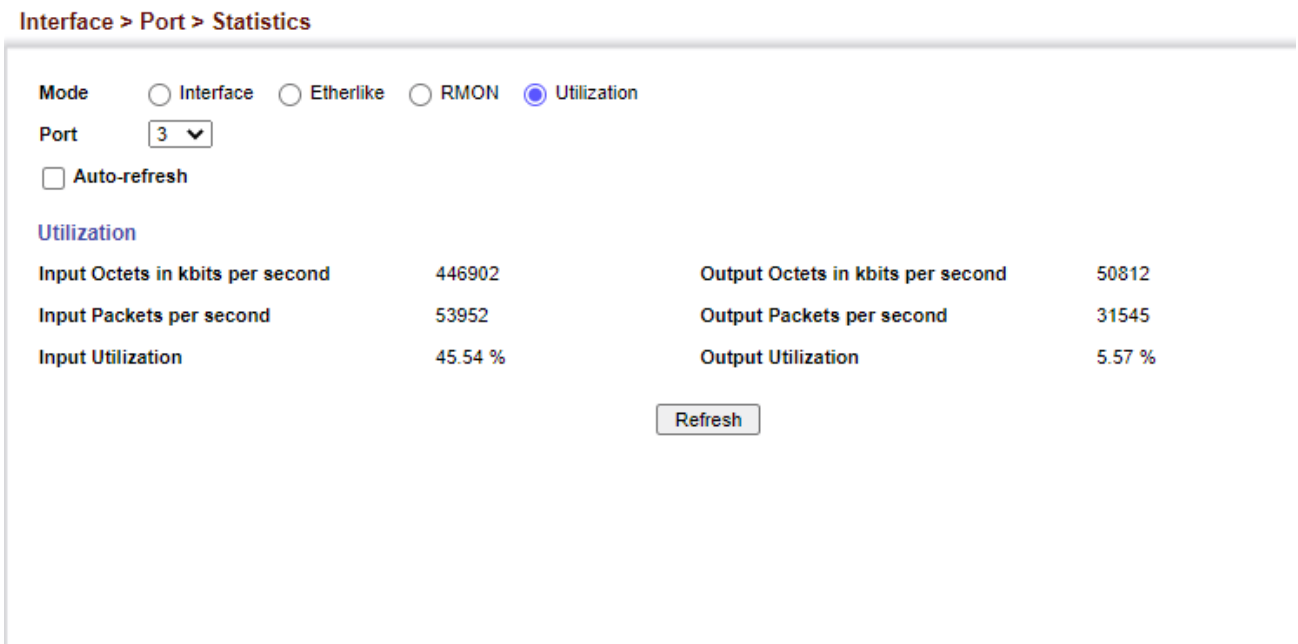 Interface > Port > Statistics
Mode Interface Etherlike RMON Utilization
Port 3
Auto-refresh
Utilization
Input Octets in kbits per second 446902 Output Octets in kbits per second 50812
Input Packets per second 53952 Output Packets per second 31545
Input Utilization 45.54 % Output Utilization 5.57 %
Refresh